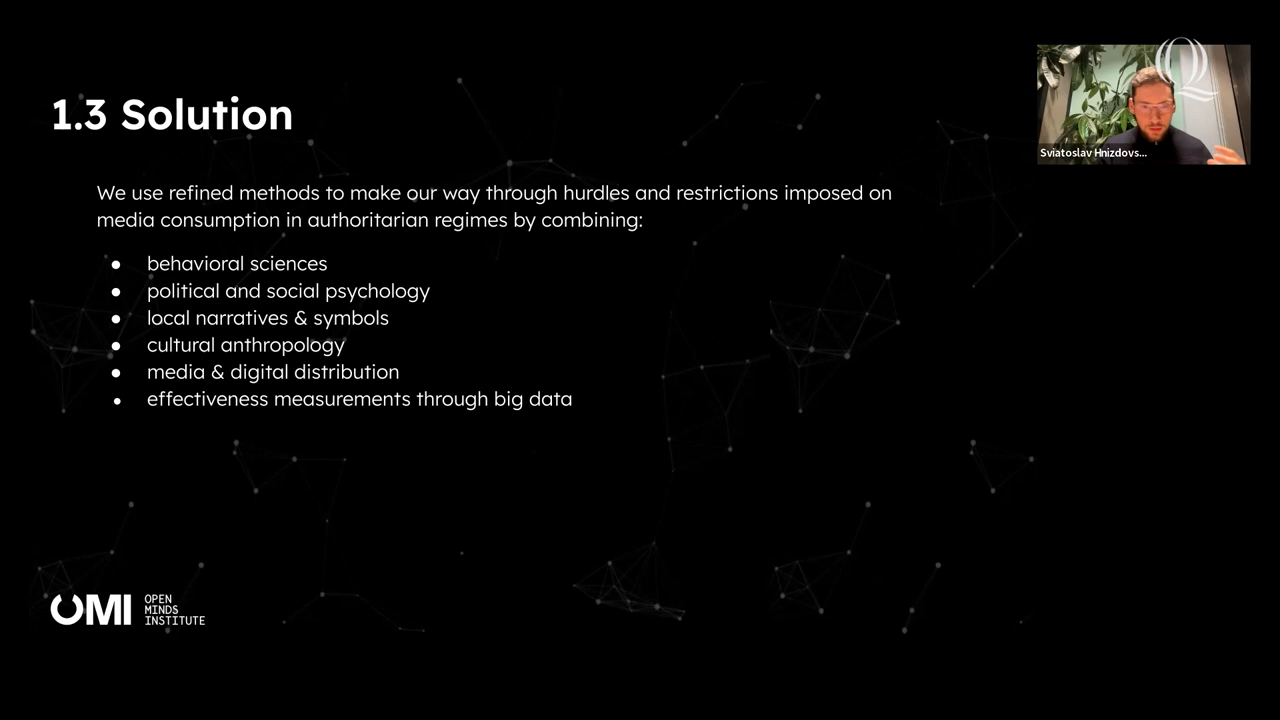 1.3 Solution
We use refined methods to make our way through hurdles and restrictions imposed on
media consumption in authoritarian regimes by combining:
● behavioral sciences
● political and social psychology
● local narratives & symbols
● cultural anthropology
● media & digital distribution
● effectiveness measurements through big data
Sviatoslav Hnizdovs...
OMI
OPEN
MINDS
INSTITUTE